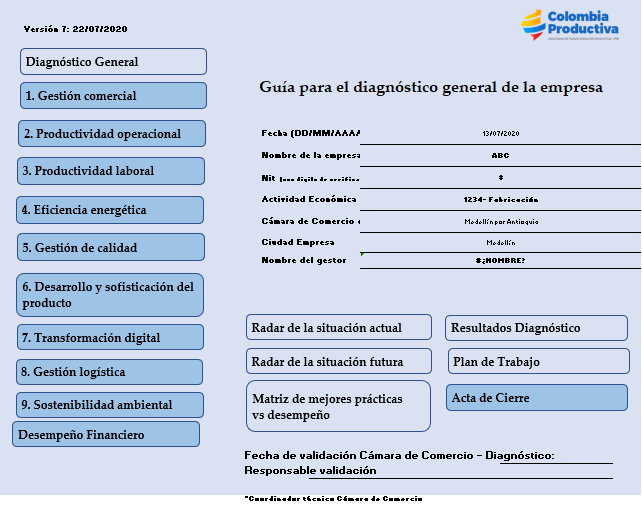 Versión 7: 22/07/2020
Colombia
Productiva
Diagnóstico General
1. Gestión comercial
2. Productividad operacional
3. Productividad laboral
4. Eficiencia energética
5. Gestión de calidad
6. Desarrollo y sofisticación del
producto
7. Transformación digital
8. Gestión logística
9. Sostenibilidad ambiental
Desempeño Financiero
Guía para el diagnóstico general de la empresa
Fecha (DD/MM/AAAA 13/07/2020
Nombre de la empresa ABC
Nit #
Actividad Económica 1234- Fabricación
Cámara de Comercio Medellín por Antioquia
Ciudad Empresa Medellín
Nombre del gestor #¿NOMBRE?
Radar de la situación actual
Resultados Diagnóstico
Radar de la situación futura
Plan de Trabajo
Matriz de mejores prácticas
vs desempeño
Acta de Cierre
Fecha de validación Cámara de Comercio - Diagnóstico:
Responsable validación
*Coordinador técnico Cámara de Comercio